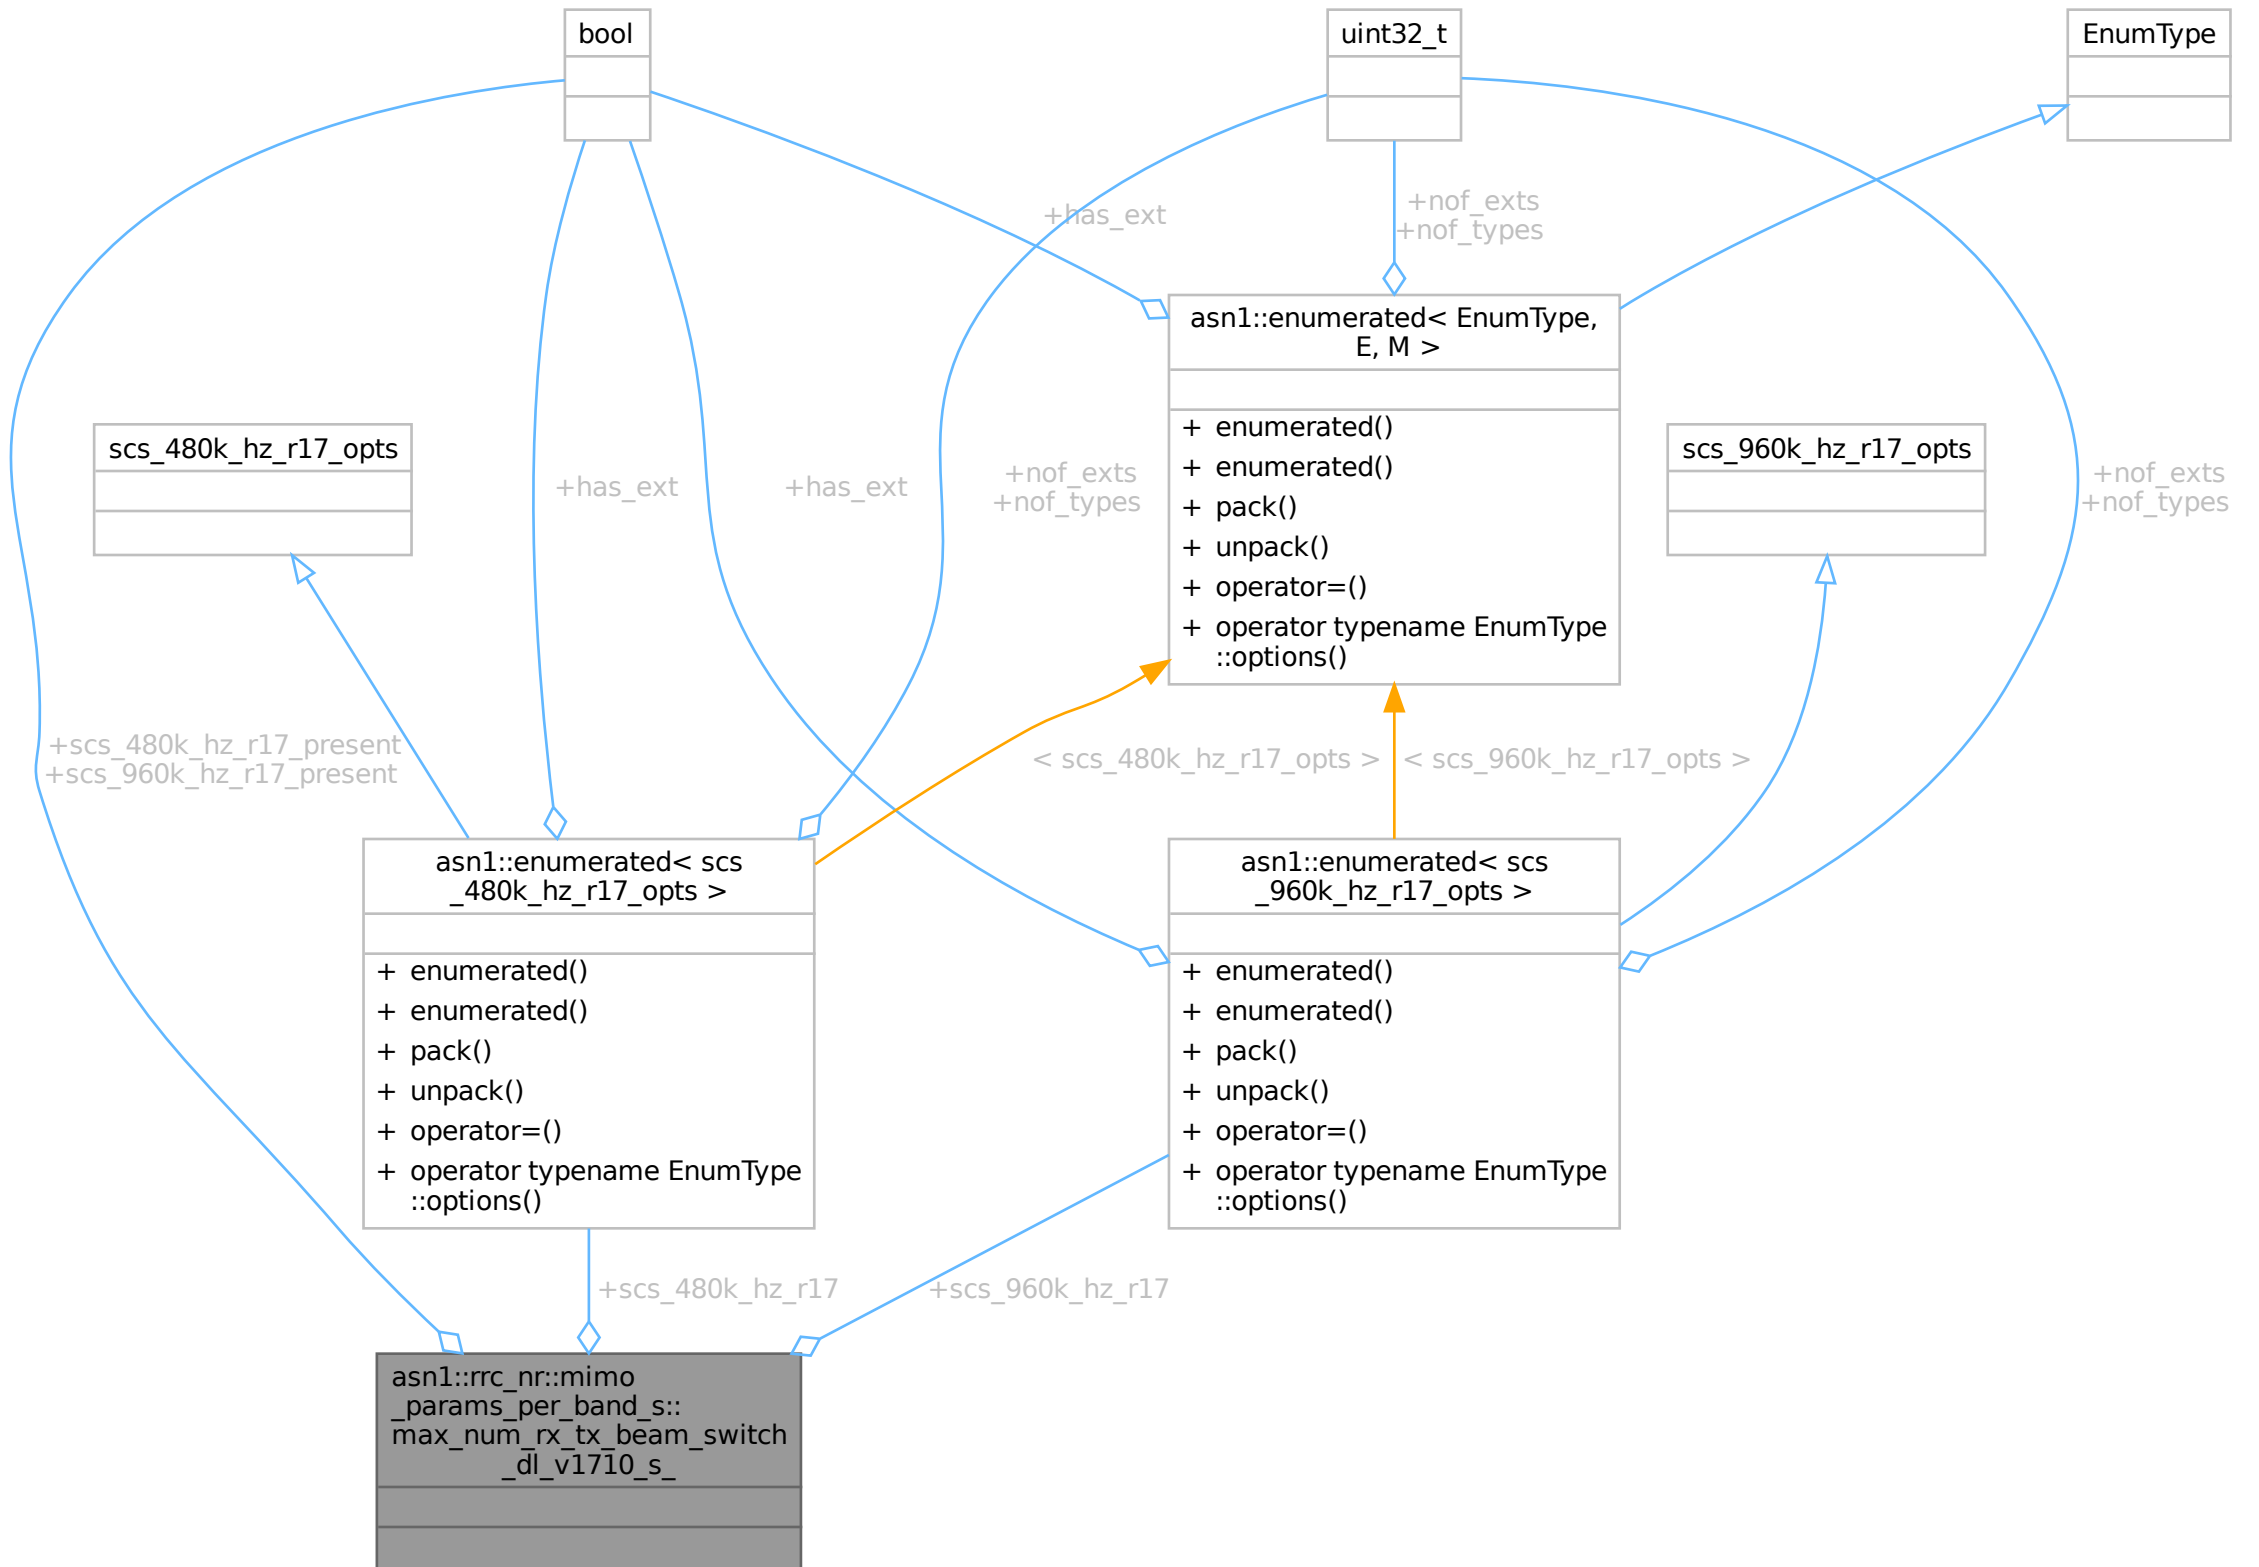 bool
uint32_t
EnumType
+has_ext
+nof_exts
+nof_types
asn1::enumerated< EnumType,
E, M >
+ enumerated()
+ enumerated()
+ pack()
+ unpack()
+ operator=()
+ operator typename EnumType
::options()
scs_480k_hz_r17_opts
scs_960k_hz_r17_opts
+has_ext
+has_ext
+nof_exts
+nof_types
+nof_exts
+nof_types
+scs_480k_hz_r17_present
+scs_960k_hz_r17_present
< scs_480k_hz_r17_opts >
< scs_960k_hz_r17_opts >
asn1::enumerated< scs
_480k_hz_r17_opts >
+ enumerated()
+ enumerated()
+ pack()
+ unpack()
+ operator=()
+ operator typename EnumType
::options()
asn1::enumerated< scs
_960k_hz_r17_opts >
+ enumerated()
+ enumerated()
+ pack()
+ unpack()
+ operator=()
+ operator typename EnumType
::options()
+scs_480k_hz_r17
+scs_960k_hz_r17
asn1::rrc_nr::mimo
_params_per_band_s::
max_num_rx_tx_beam_switch
_dl_v1710_s_